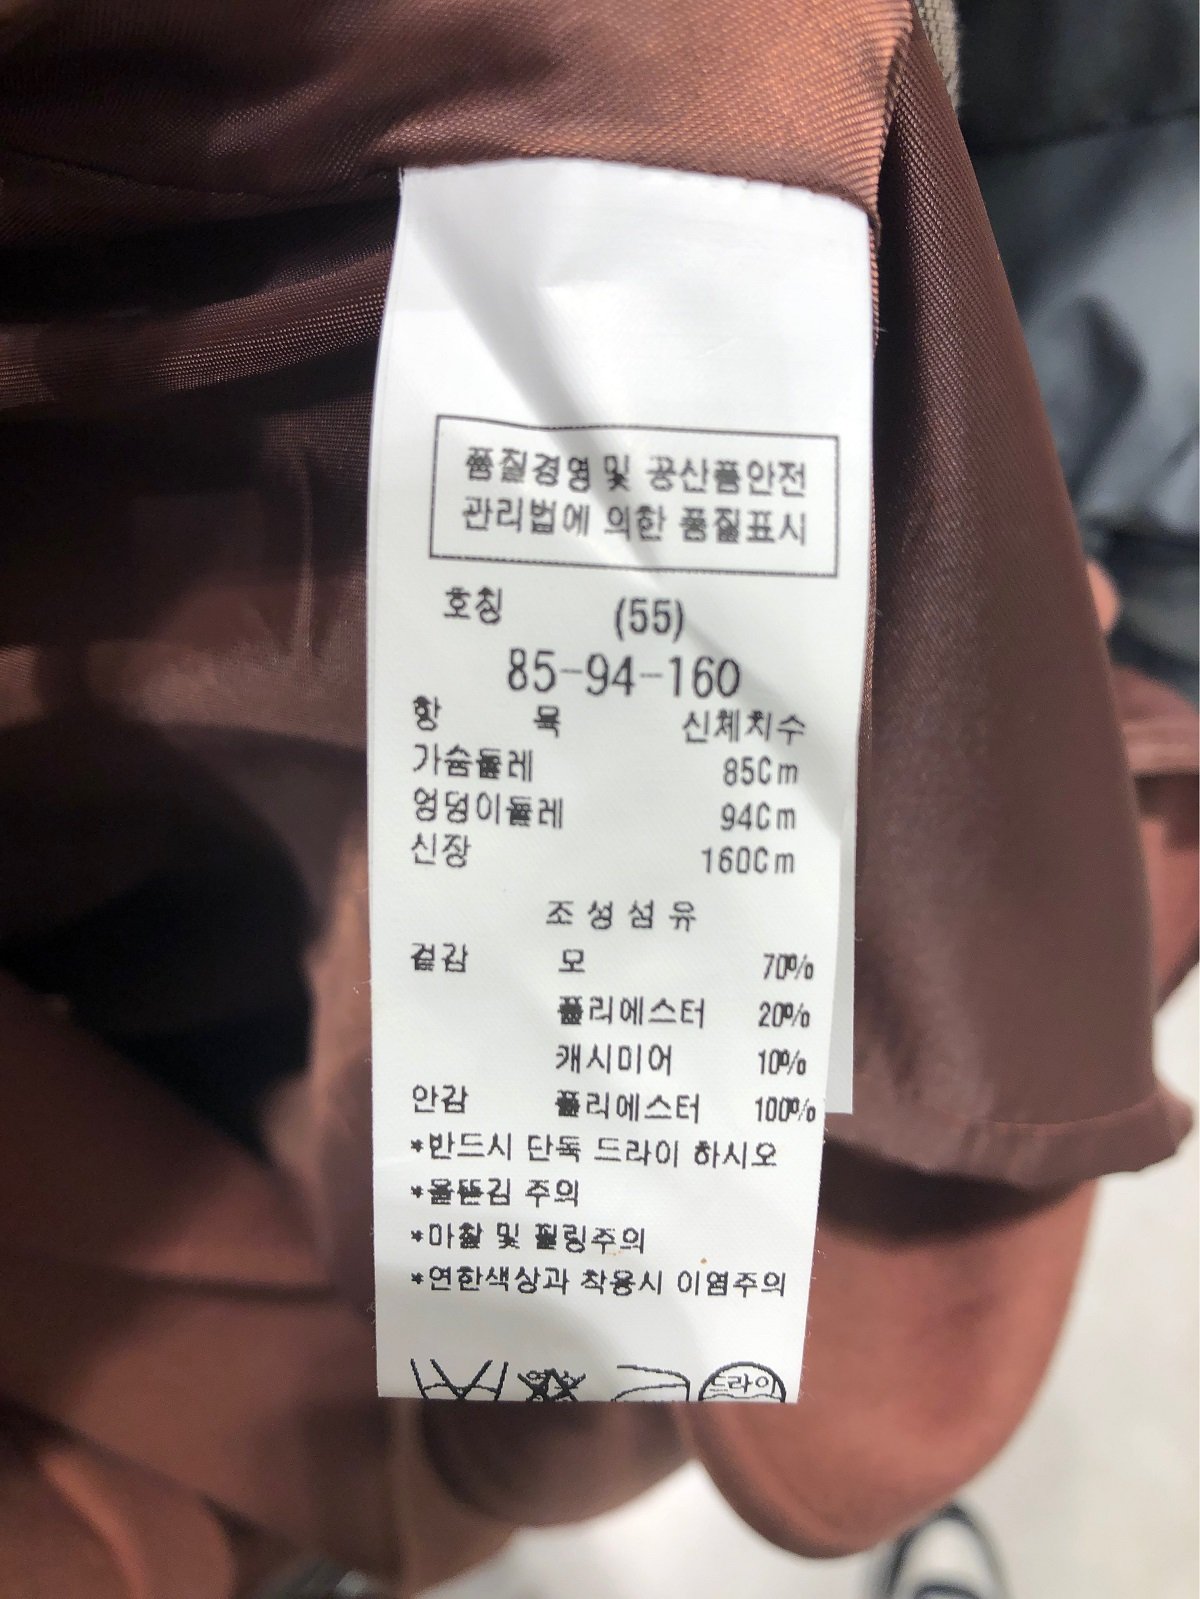 품질경영 및 공산품안전
관리법에 의한 품질표시
호칭 (55)
85-94-160
항 목 신체치수
가슴둘레 85Cm
엉덩이둘레 94Cm
신장 160Cm
조성섬유
겉감 모 70%
폴리에스터 20%
캐시미어 10%
안감 폴리에스터 100%
*반드시 단독 드라이 하시오
*올뜯김 주의
*마찰 및 필링주의
*연한색상과 착용시 이염주의
드라이